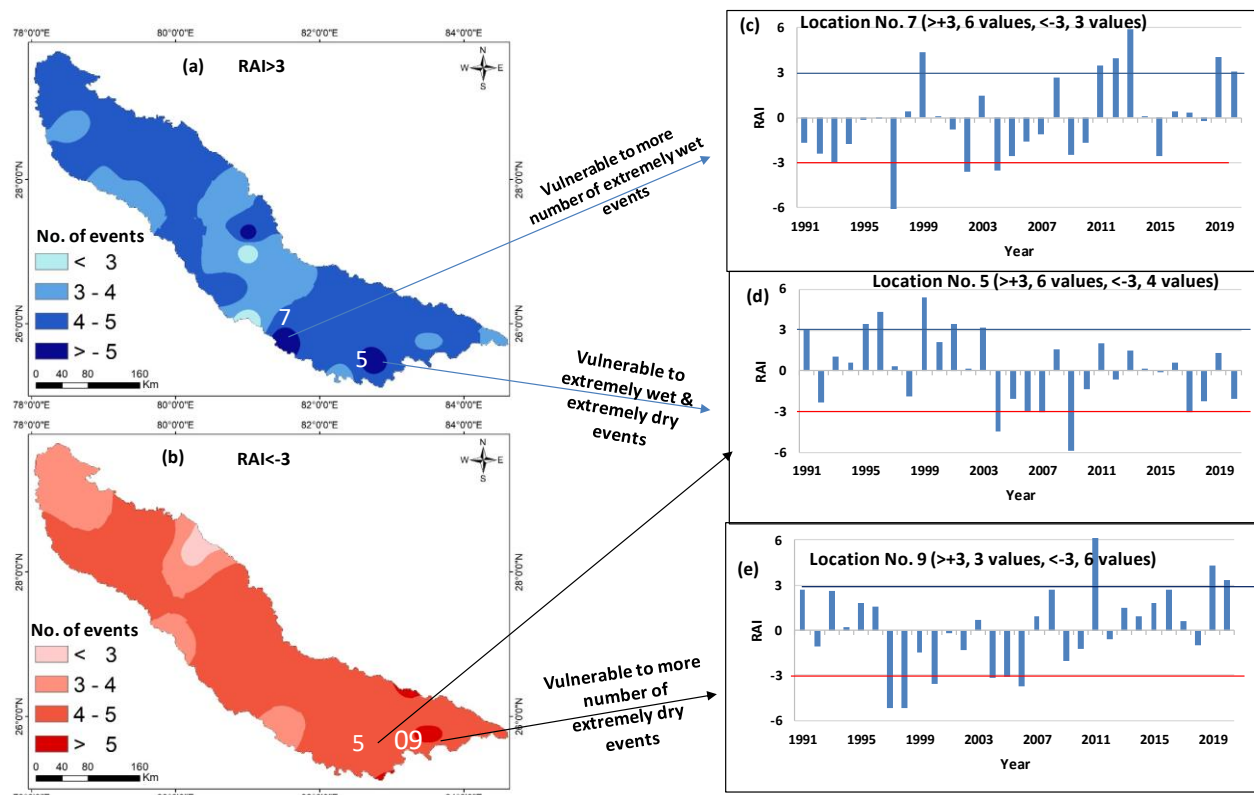 78°0'0"E 80°0'0"E 82°0'0"E 84°0'0"E
(a) RAI>3
N
W E
S
28°0'0"N
26°0'0"N
28°0'0"N
26°0'0"N
No. of events
< 3
3 - 4
4 - 5
> - 5
0 40 80 160
Km
7
5
78°0'0"E 80°0'0"E 82°0'0"E 84°0'0"E
(b) RAI<-3
N
W E
S
28°0'0"N
26°0'0"N
28°0'0"N
26°0'0"N
No. of events
< 3
3 - 4
4 - 5
> 5
0 40 80 160
Km
5
09
Vulnerable to more
number of extremely wet
events
Vulnerable to
extremely wet &
extremely dry
events
Vulnerable to more
number of
extremely dry
events
(c) Location No. 7 (>+3, 6 values, <-3, 3 values)
6
3
0
-3
-6
RAI
1991 1995 1999 2003 2007 2011 2015 2019
Year
(d) Location No. 5 (>+3, 6 values, <-3, 4 values)
6
3
0
-3
-6
RAI
1991 1995 1999 2003 2007 2011 2015 2019
Year
(e) Location No. 9 (>+3, 3 values, <-3, 6 values)
6
3
0
-3
-6
RAI
1991 1995 1999 2003 2007 2011 2015 2019
Year